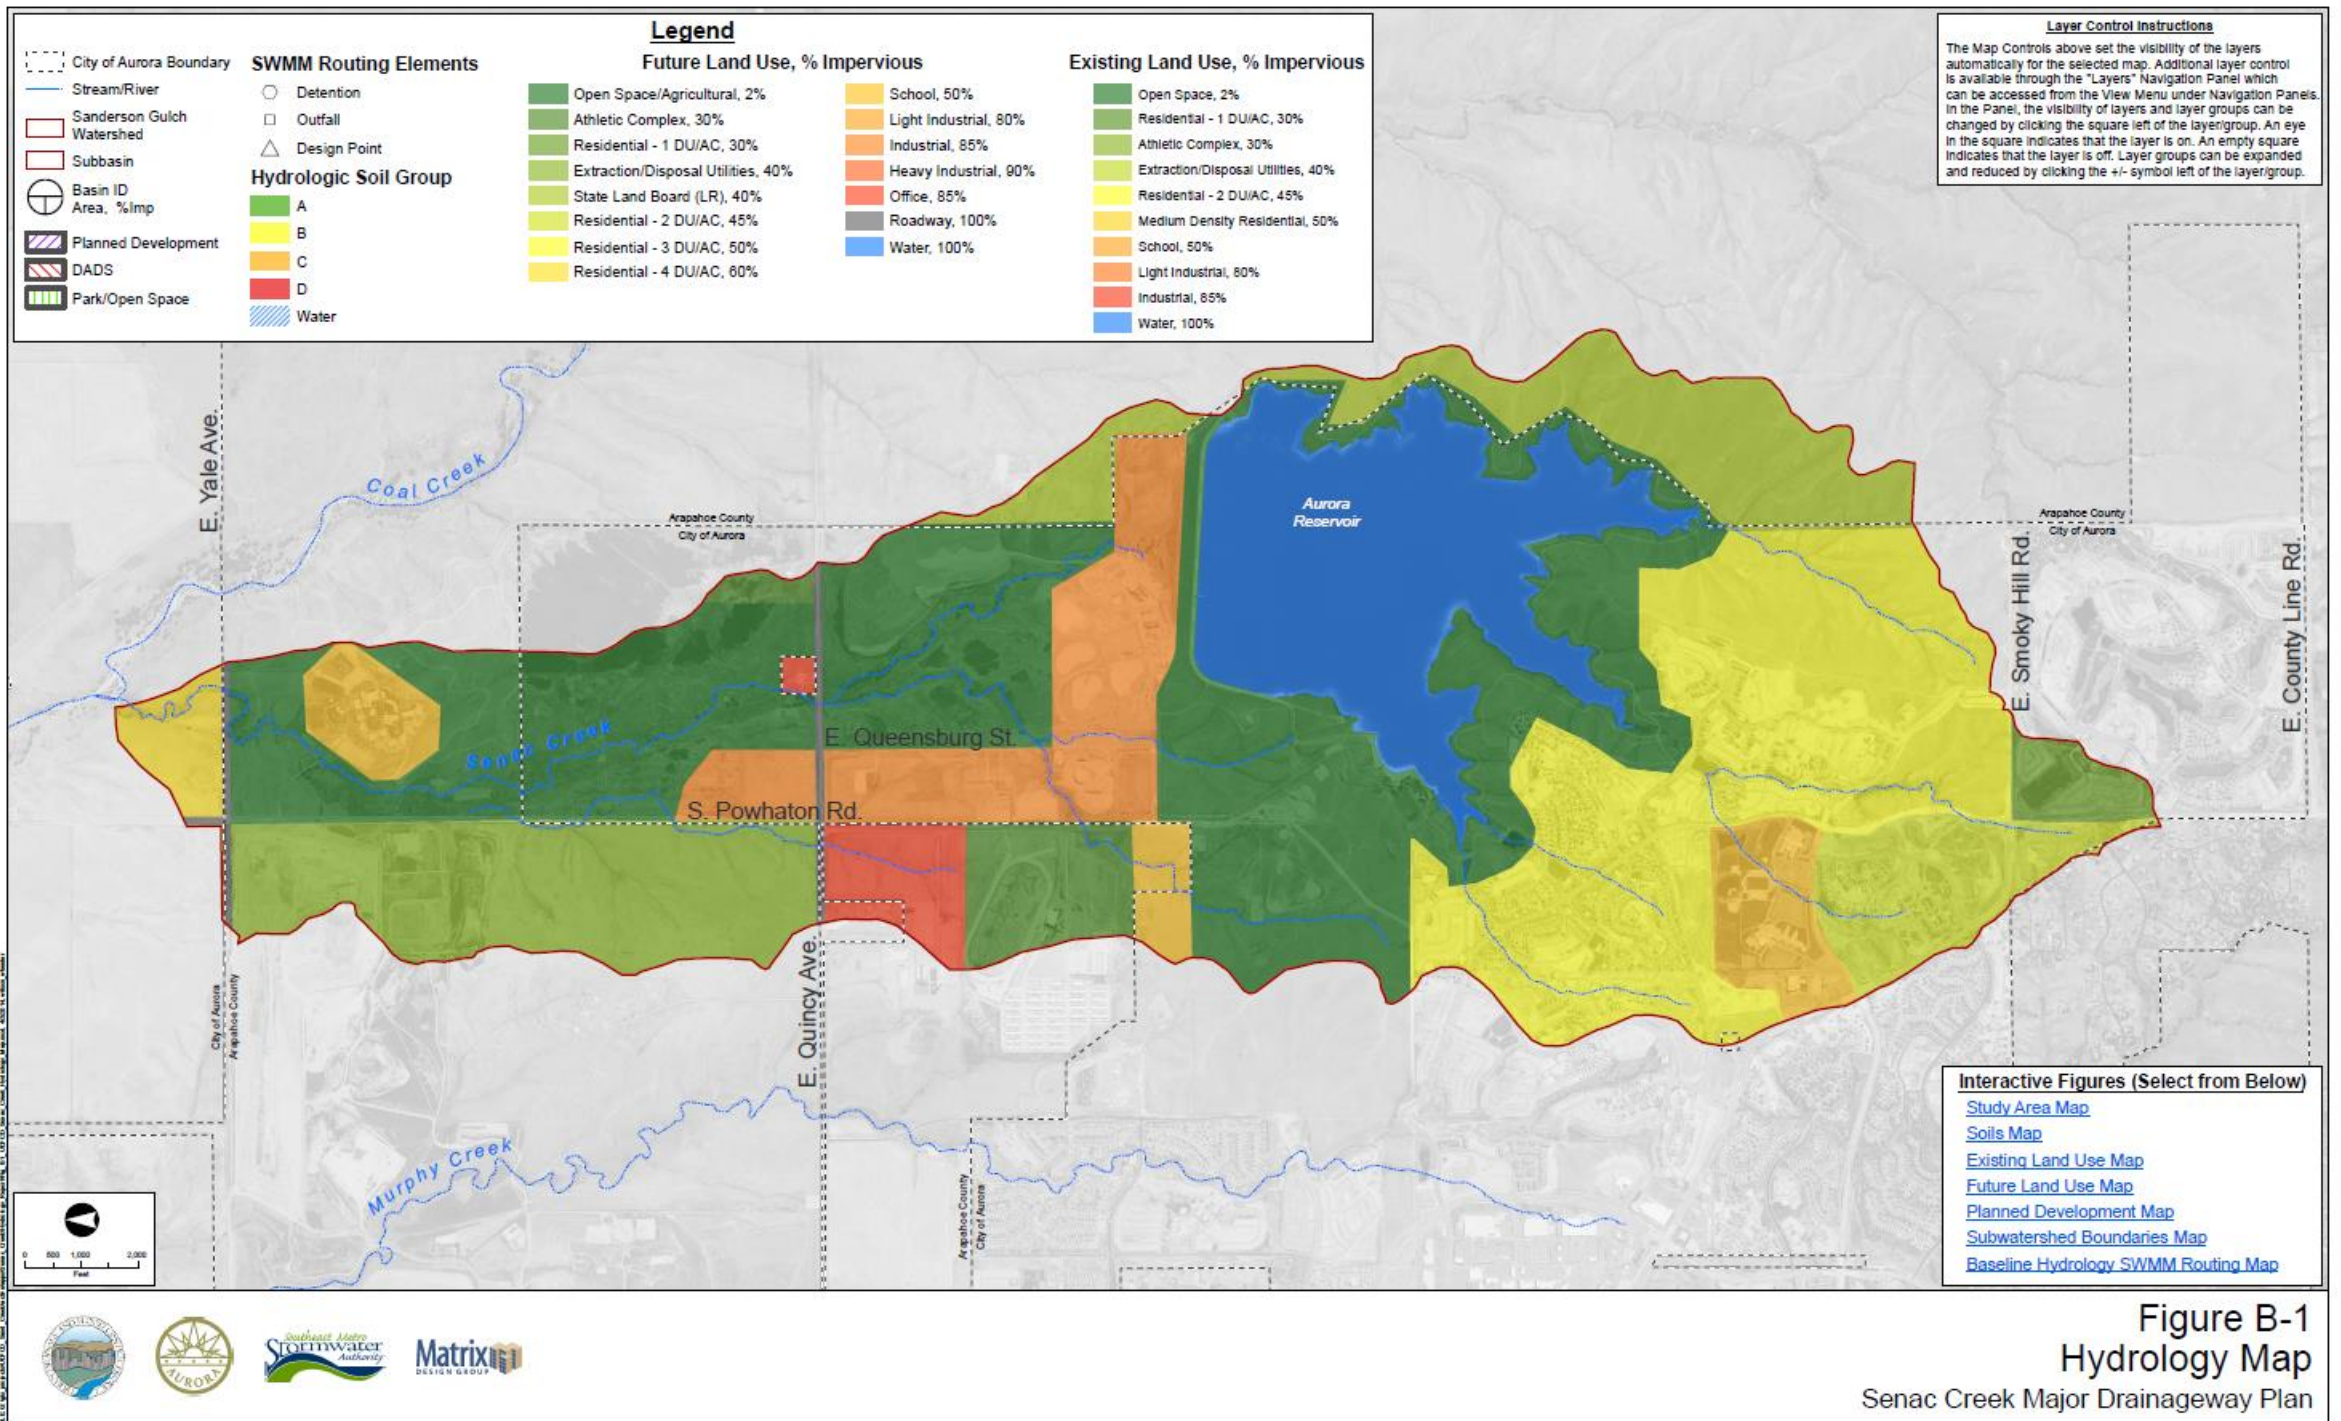 Legend
City of Aurora Boundary
Stream/River
Sanderson Gulch
Watershed
Subbasin
Basin ID
Area, %Imp
Planned Development
DADS
Park/Open Space
SWMM Routing Elements
Detention
Outfall
Design Point
Hydrologic Soil Group
A
B
C
D
Water
Future Land Use, % Impervious
Open Space/Agricultural, 2%
Athletic Complex, 30%
Residential - 1 DU/AC, 30%
Extraction/Disposal Utilities, 40%
State Land Board (LR), 40%
Residential - 2 DU/AC, 45%
Residential - 3 DU/AC, 50%
Residential - 4 DU/AC, 60%
School, 50%
Light Industrial, 80%
Industrial, 85%
Heavy Industrial, 90%
Office, 85%
Roadway, 100%
Water, 100%
Existing Land Use, % Impervious
Open Space, 2%
Residential - 1 DU/AC, 30%
Athletic Complex, 30%
Extraction/Disposal Utilities, 40%
Residential - 2 DU/AC, 45%
Medium Density Residential, 50%
School, 50%
Light Industrial, 80%
Industrial, 85%
Water, 100%
Layer Control Instructions
The Map Controls above set the visibility of the layers
automatically for the selected map. Additional layer control
is available through the "Layers" Navigation Panel which
can be accessed from the View Menu under Navigation Panels.
In the Panel, the visibility of layers and layer groups can be
changed by clicking the square left of the layer/group. An eye
in the square indicates that the layer is on. An empty square
indicates that the layer is off. Layer groups can be expanded
and reduced by clicking the +/- symbol left of the layer/group.
E. Yale Ave.
Coal Creek
Arapahoe County
City of Aurora
Aurora
Reservoir
Arapahoe County
City of Aurora
E. Smoky Hill Rd.
E. County Line Rd.
Senac Creek
E. Queensburg St.
S. Powhaton Rd.
E. Quincy Ave.
City of Aurora
Arapahoe County
Murphy Creek
Arapahoe County
City of Aurora
0 500 1,000 2,000
Feet
Interactive Figures (Select from Below)
Study Area Map
Soils Map
Existing Land Use Map
Future Land Use Map
Planned Development Map
Subwatershed Boundaries Map
Baseline Hydrology SWMM Routing Map
AURORA
Southeast Metro
Stormwater
Authority
Matrix
DESIGN GROUP
Figure B-1
Hydrology Map
Senac Creek Major Drainageway Plan